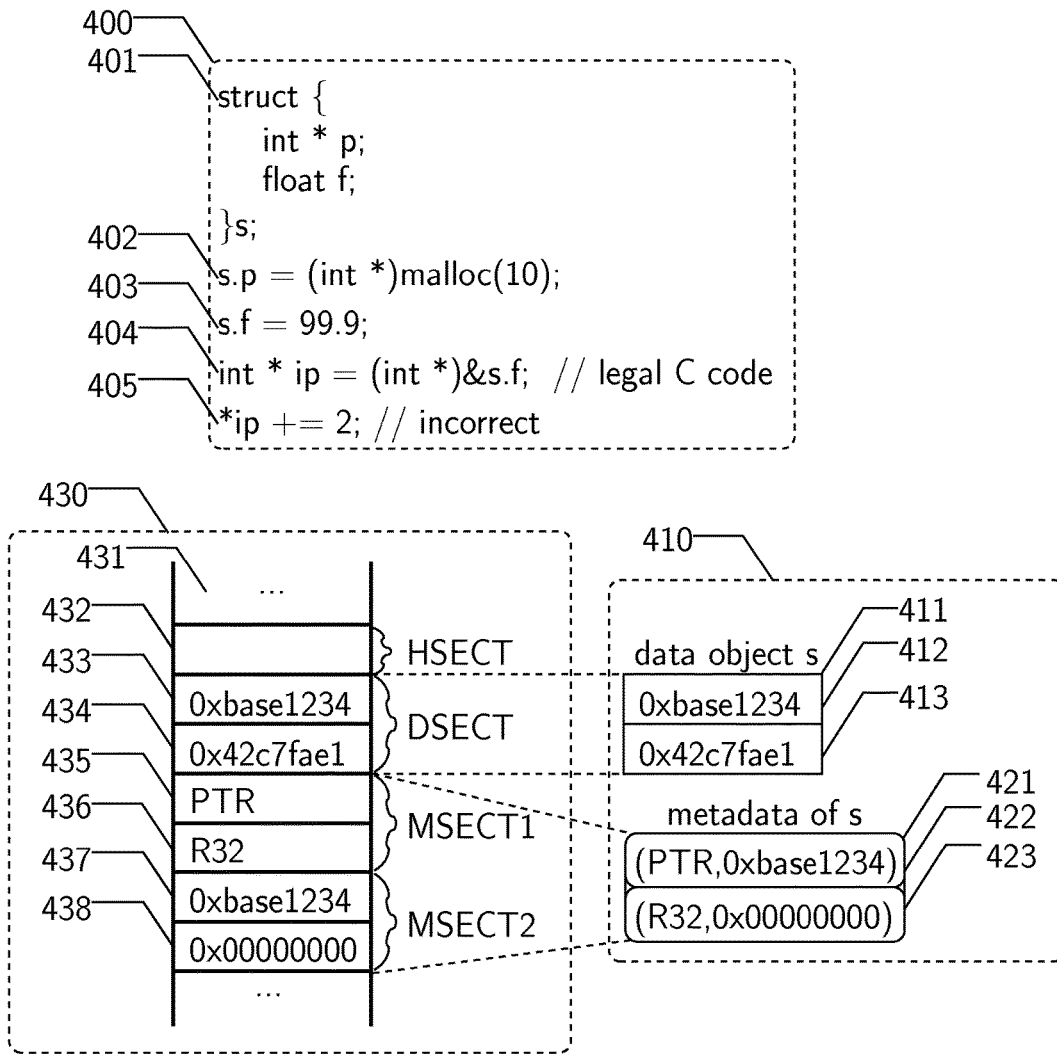 400
401
struct {
int * p;
float f;
}s;
402
s.p = (int *)malloc(10);
403
s.f = 99.9;
404
int * ip = (int *)&s.f; // legal C code
405
*ip += 2; // incorrect
430
431
...
432
HSECT
433
0xbase1234
434
0x42c7fae1
DSECT
435
PTR
436
R32
MSECT1
437
0xbase1234
438
0x00000000
MSECT2
...
410
411
data object s
412
0xbase1234
413
0x42c7fae1
421
metadata of s
422
(PTR,0xbase1234)
423
(R32,0x00000000)